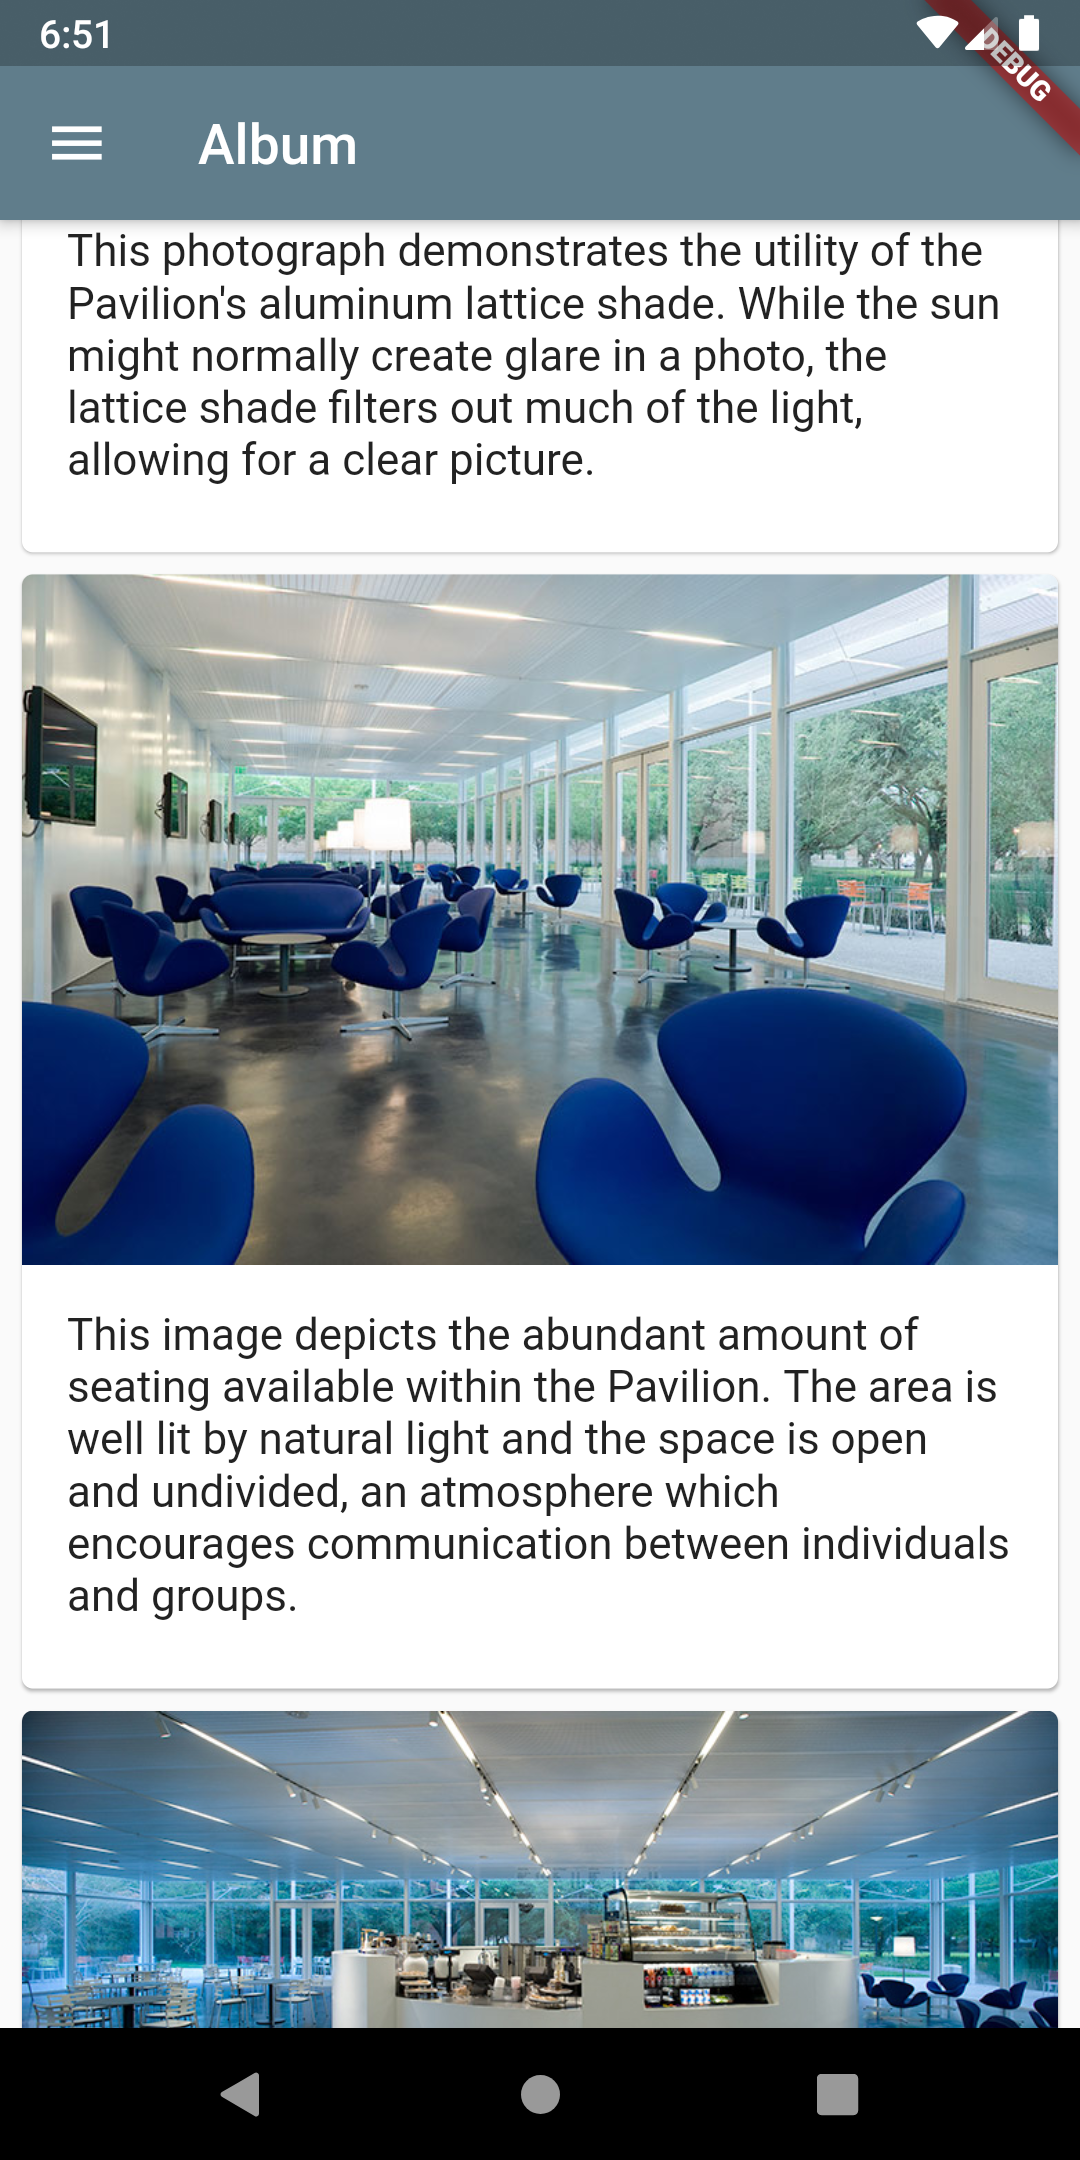 6:51
DEBUG
Album
This photograph demonstrates the utility of the
Pavilion's aluminum lattice shade. While the sun
might normally create glare in a photo, the
lattice shade filters out much of the light,
allowing for a clear picture.
This image depicts the abundant amount of
seating available within the Pavilion. The area is
well lit by natural light and the space is open
and undivided, an atmosphere which
encourages communication between individuals
and groups.